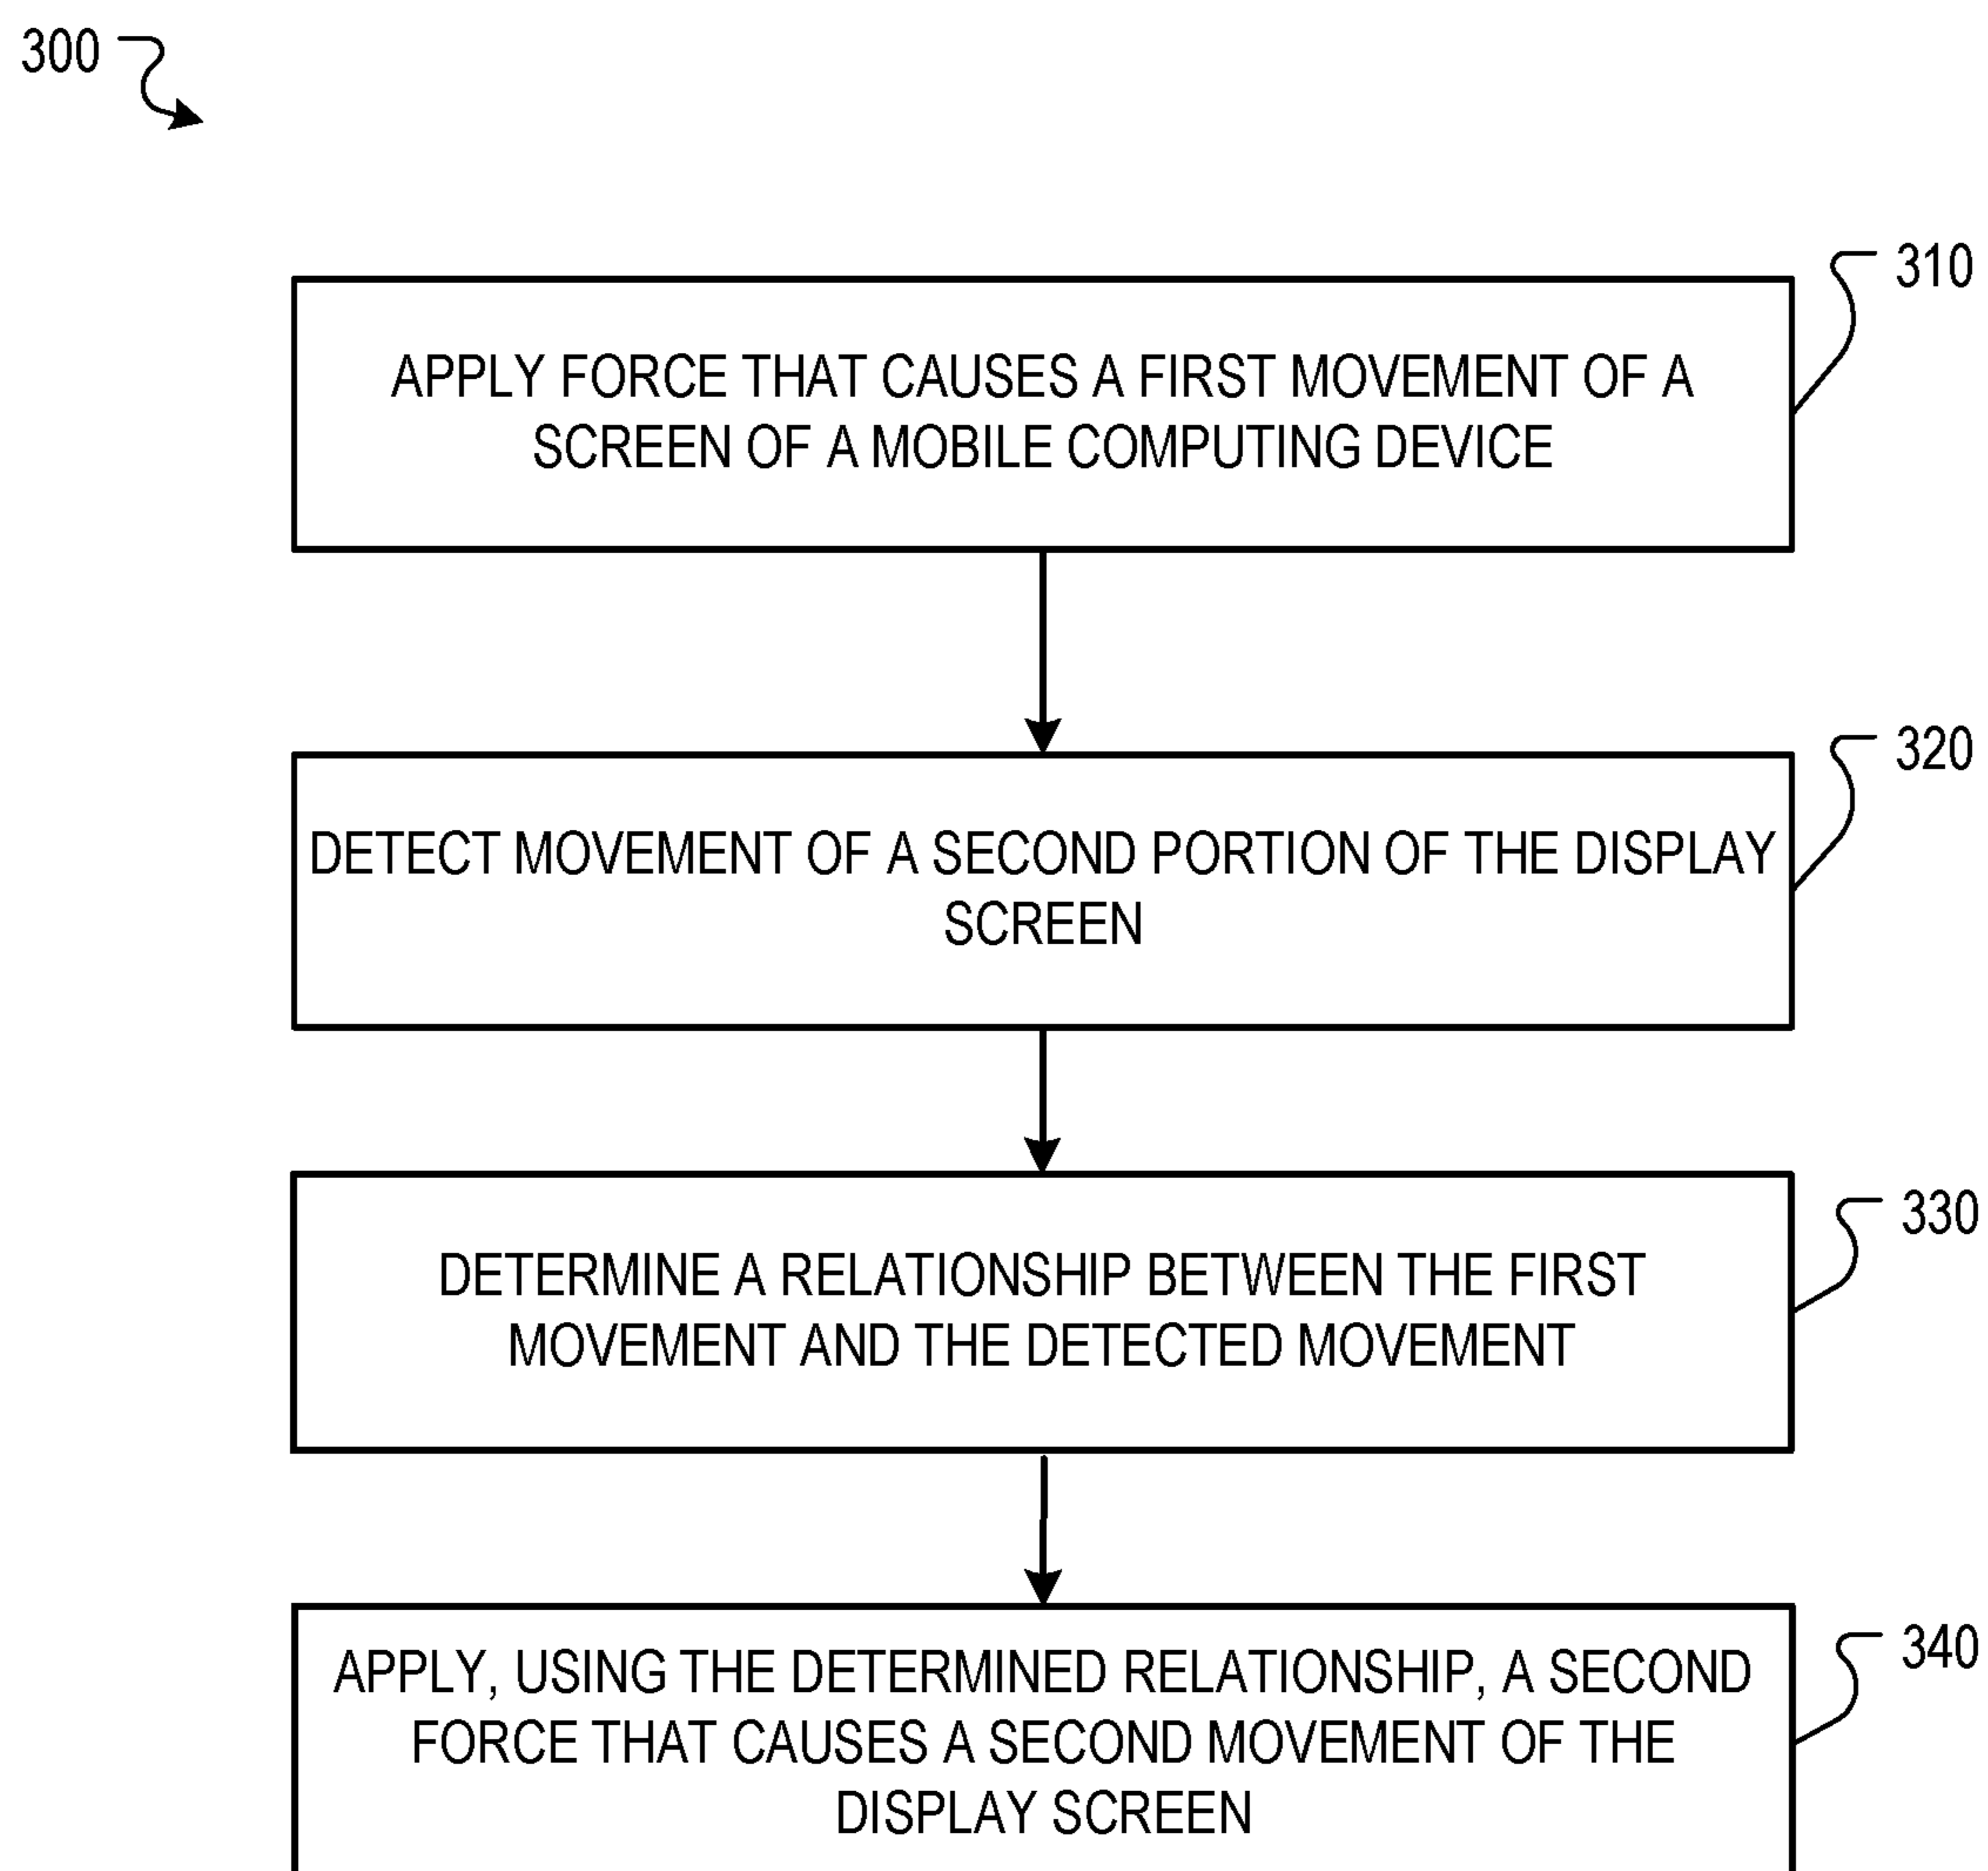 300
310
APPLY FORCE THAT CAUSES A FIRST MOVEMENT OF A
SCREEN OF A MOBILE COMPUTING DEVICE
320
DETECT MOVEMENT OF A SECOND PORTION OF THE DISPLAY
SCREEN
330
DETERMINE A RELATIONSHIP BETWEEN THE FIRST
MOVEMENT AND THE DETECTED MOVEMENT
340
APPLY, USING THE DETERMINED RELATIONSHIP, A SECOND
FORCE THAT CAUSES A SECOND MOVEMENT OF THE
DISPLAY SCREEN